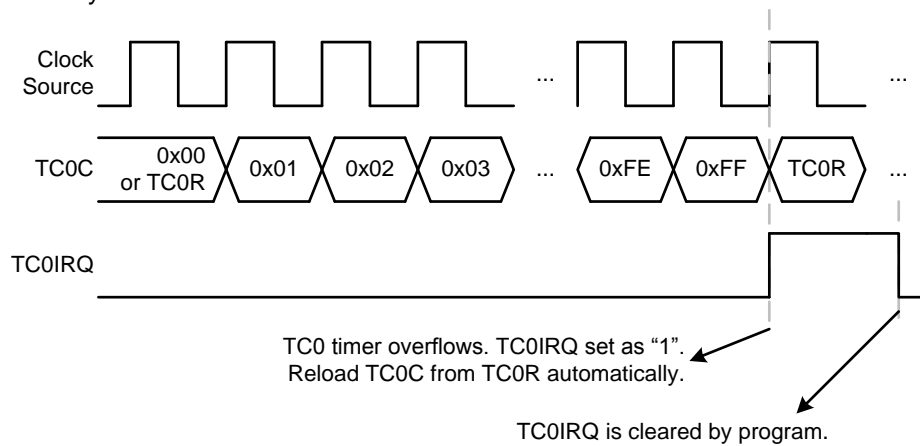 Clock
Source
...
...
TC0C
0x00
or TC0R
0x01
0x02
0x03
...
0xFE
0xFF
TC0R
...
TC0IRQ
TC0 timer overflows. TC0IRQ set as “1”.
Reload TC0C from TC0R automatically.
TC0IRQ is cleared by program.